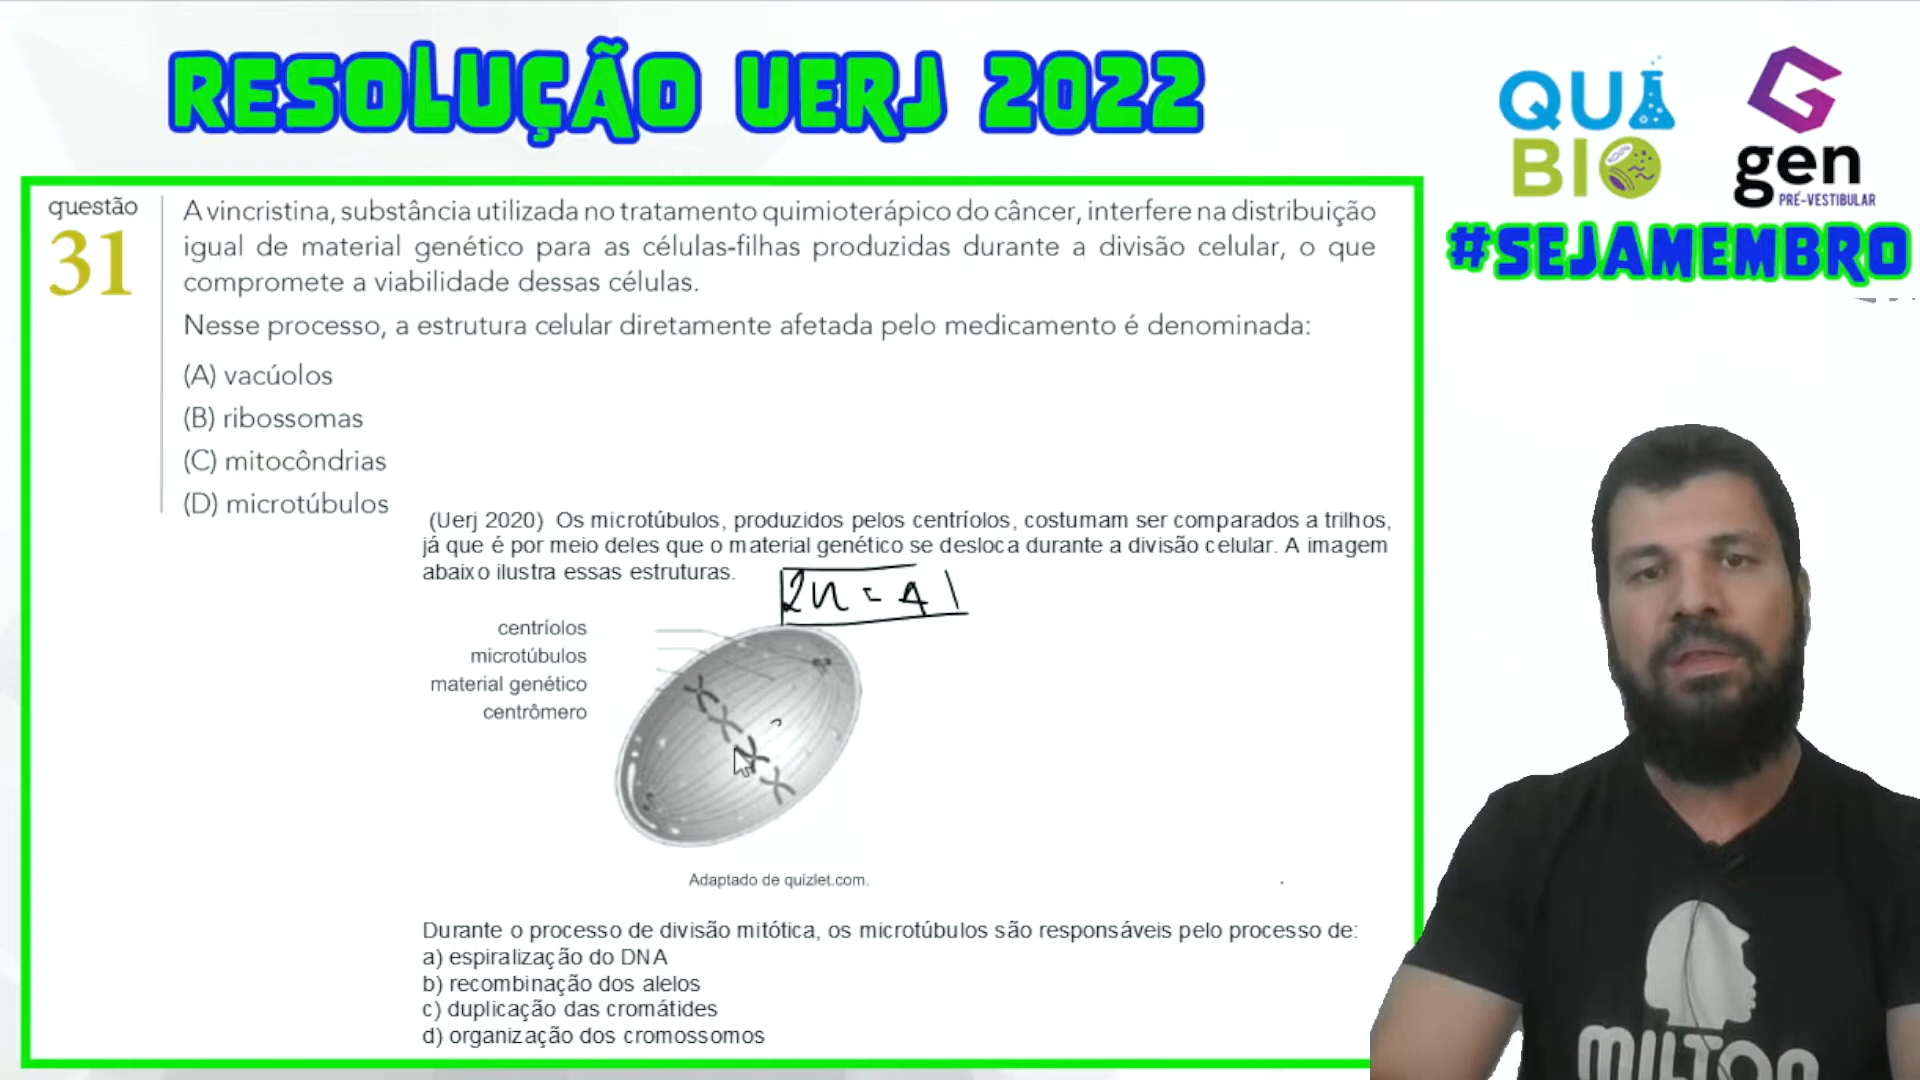 RESOLUÇÃO UERJ 2022
QUÍ
BIO
gen
PRÉ-VESTIBULAR
#SEJAMEMBRO
questão
31
A vincristina, substância utilizada no tratamento quimioterápico do câncer, interfere na distribuição
igual de material genético para as células-filhas produzidas durante a divisão celular, o que
compromete a viabilidade dessas células.
Nesse processo, a estrutura celular diretamente afetada pelo medicamento é denominada:
(A) vacúolos
(B) ribossomas
(C) mitocôndrias
(D) microtúbulos
(Uerj 2020) Os microtúbulos, produzidos pelos centríolos, costumam ser comparados a trilhos,
já que é por meio deles que o material genético se desloca durante a divisão celular. A imagem
abaixo ilustra essas estruturas.
2n = 4
centríolos
microtúbulos
material genético
centrômero
Adaptado de quizlet.com.
Durante o processo de divisão mitótica, os microtúbulos são responsáveis pelo processo de:
a) espiralização do DNA
b) recombinação dos alelos
c) duplicação das cromátides
d) organização dos cromossomos
MILTON